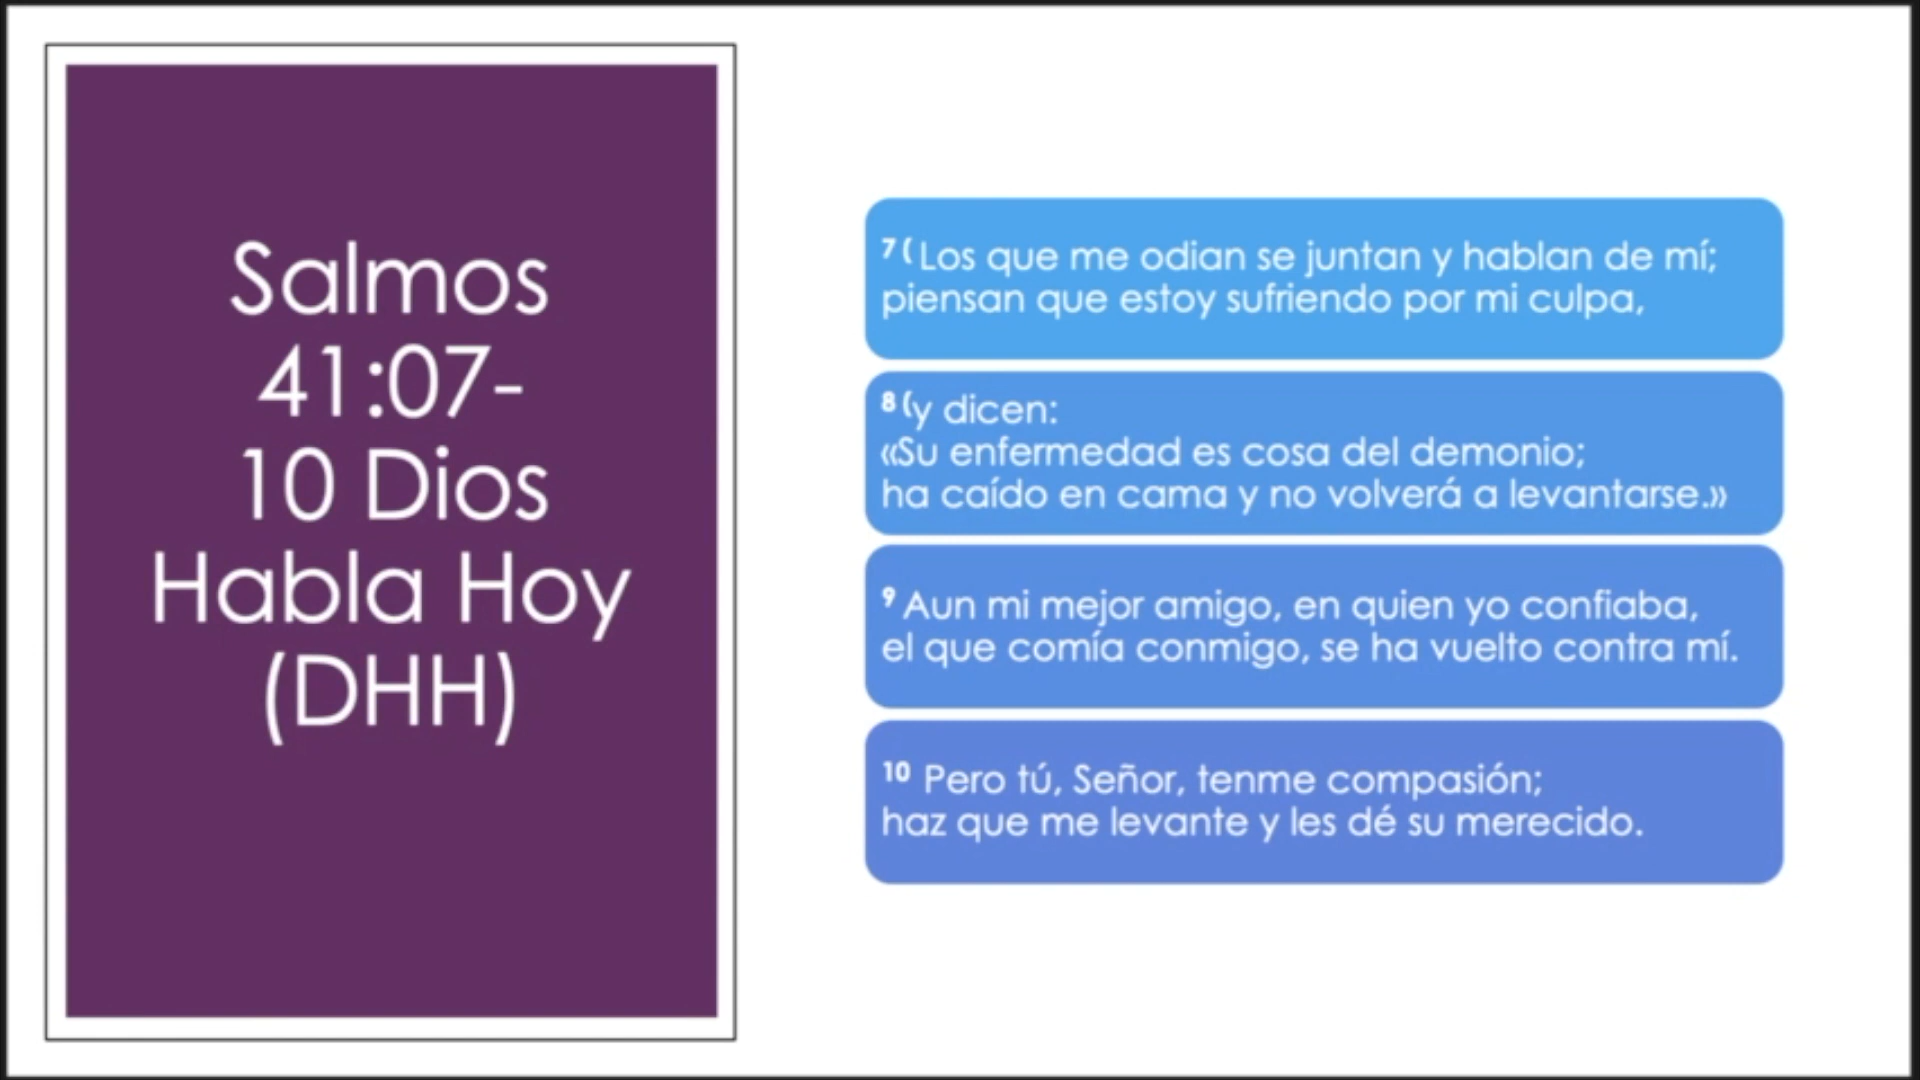 Salmos
41:07-
10 Dios
Habla Hoy
(DHH)
7 ( Los que me odian se juntan y hablan de mí;
piensan que estoy sufriendo por mi culpa,
8 (y dicen:
«Su enfermedad es cosa del demonio;
ha caído en cama y no volverá a levantarse.»
9 Aun mi mejor amigo, en quien yo confiaba,
el que comía conmigo, se ha vuelto contra mí.
10 Pero tú, Señor, tenme compasión;
haz que me levante y les dé su merecido.